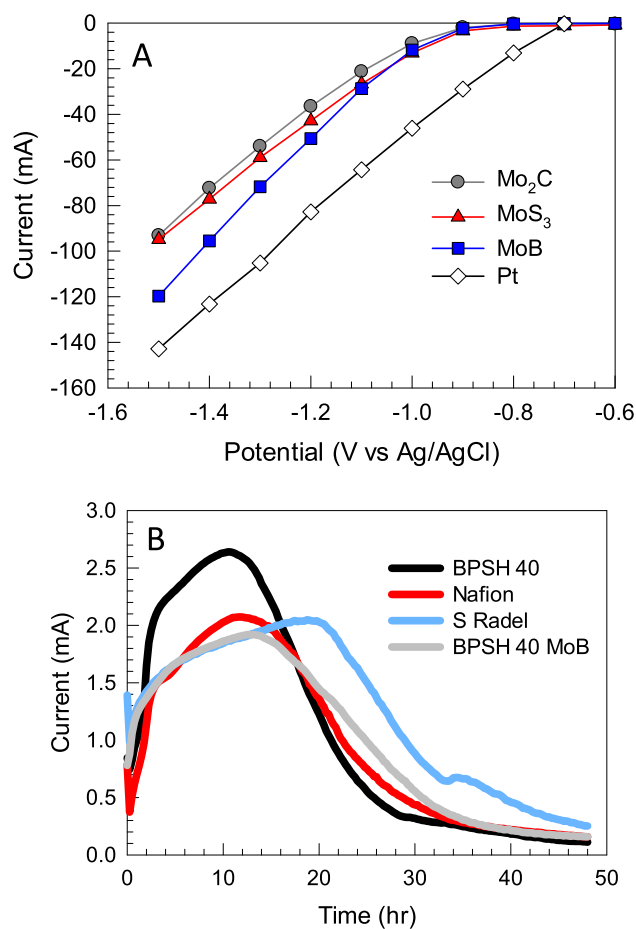 A
0
-20
-40
-60
-80
-100
-120
-140
-160
Current (mA)
Mo₂C
MoS₃
MoB
Pt
-1.6 -1.4 -1.2 -1.0 -0.8 -0.6
Potential (V vs Ag/AgCl)
B
3.0
2.5
2.0
1.5
1.0
0.5
0.0
Current (mA)
BPSH 40
Nafion
S Radel
BPSH 40 MoB
0 10 20 30 40 50
Time (hr)